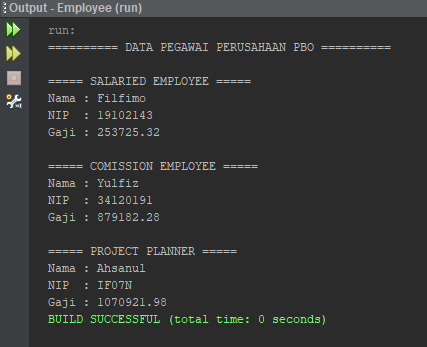 Output - Employee (run)
run:
========== DATA PEGAWAI PERUSAHAAN PBO ==========
===== SALARIED EMPLOYEE =====
Nama : Filfimo
NIP  : 19102143
Gaji : 253725.32
===== COMISSION EMPLOYEE =====
Nama : Yulfiz
NIP  : 34120191
Gaji : 879182.28
===== PROJECT PLANNER =====
Nama : Ahsanul
NIP  : IF07N
Gaji : 1070921.98
BUILD SUCCESSFUL (total time: 0 seconds)